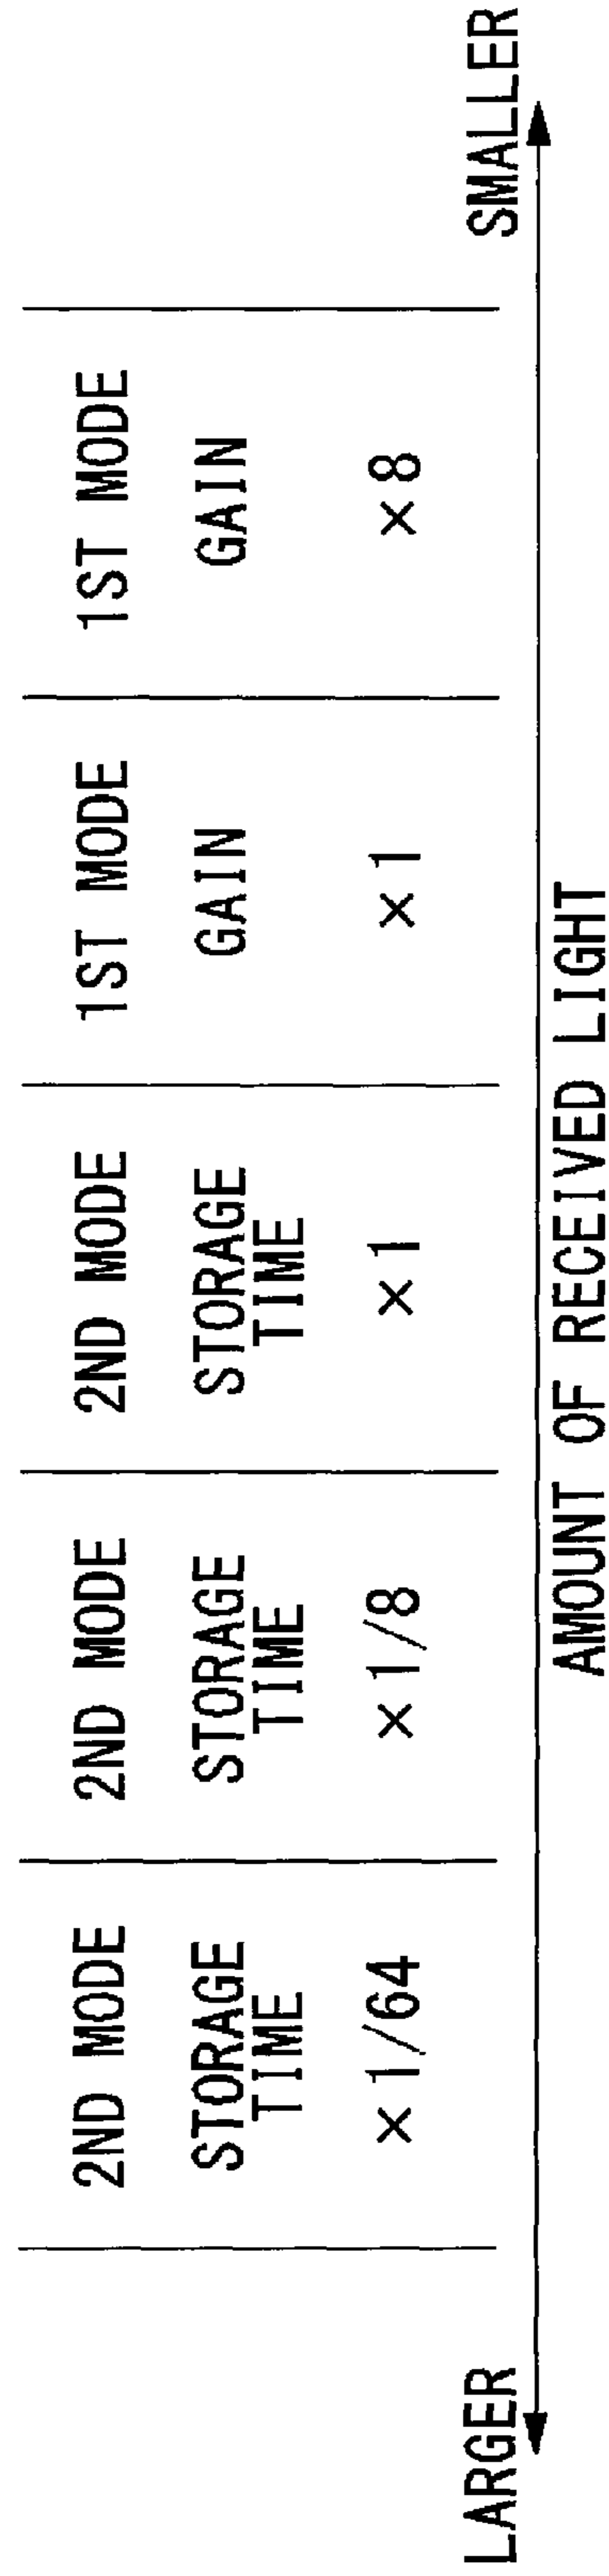 2ND MODE
STORAGE
TIME
×1/64
2ND MODE
STORAGE
TIME
×1/8
2ND MODE
STORAGE
TIME
×1
1ST MODE
GAIN
×1
1ST MODE
GAIN
×8
LARGER
SMALLER
AMOUNT OF RECEIVED LIGHT